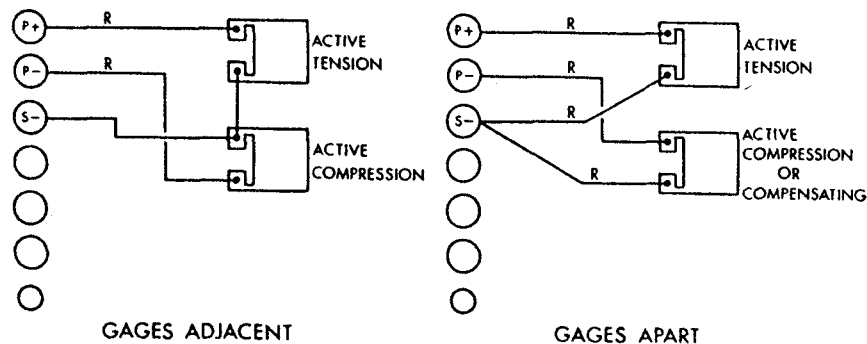 P+
R
ACTIVE
TENSION
P-
R
S-
ACTIVE
COMPRESSION
GAGES ADJACENT
P+
R
ACTIVE
TENSION
P-
R
S-
R
ACTIVE
COMPRESSION
OR
COMPENSATING
R
GAGES APART